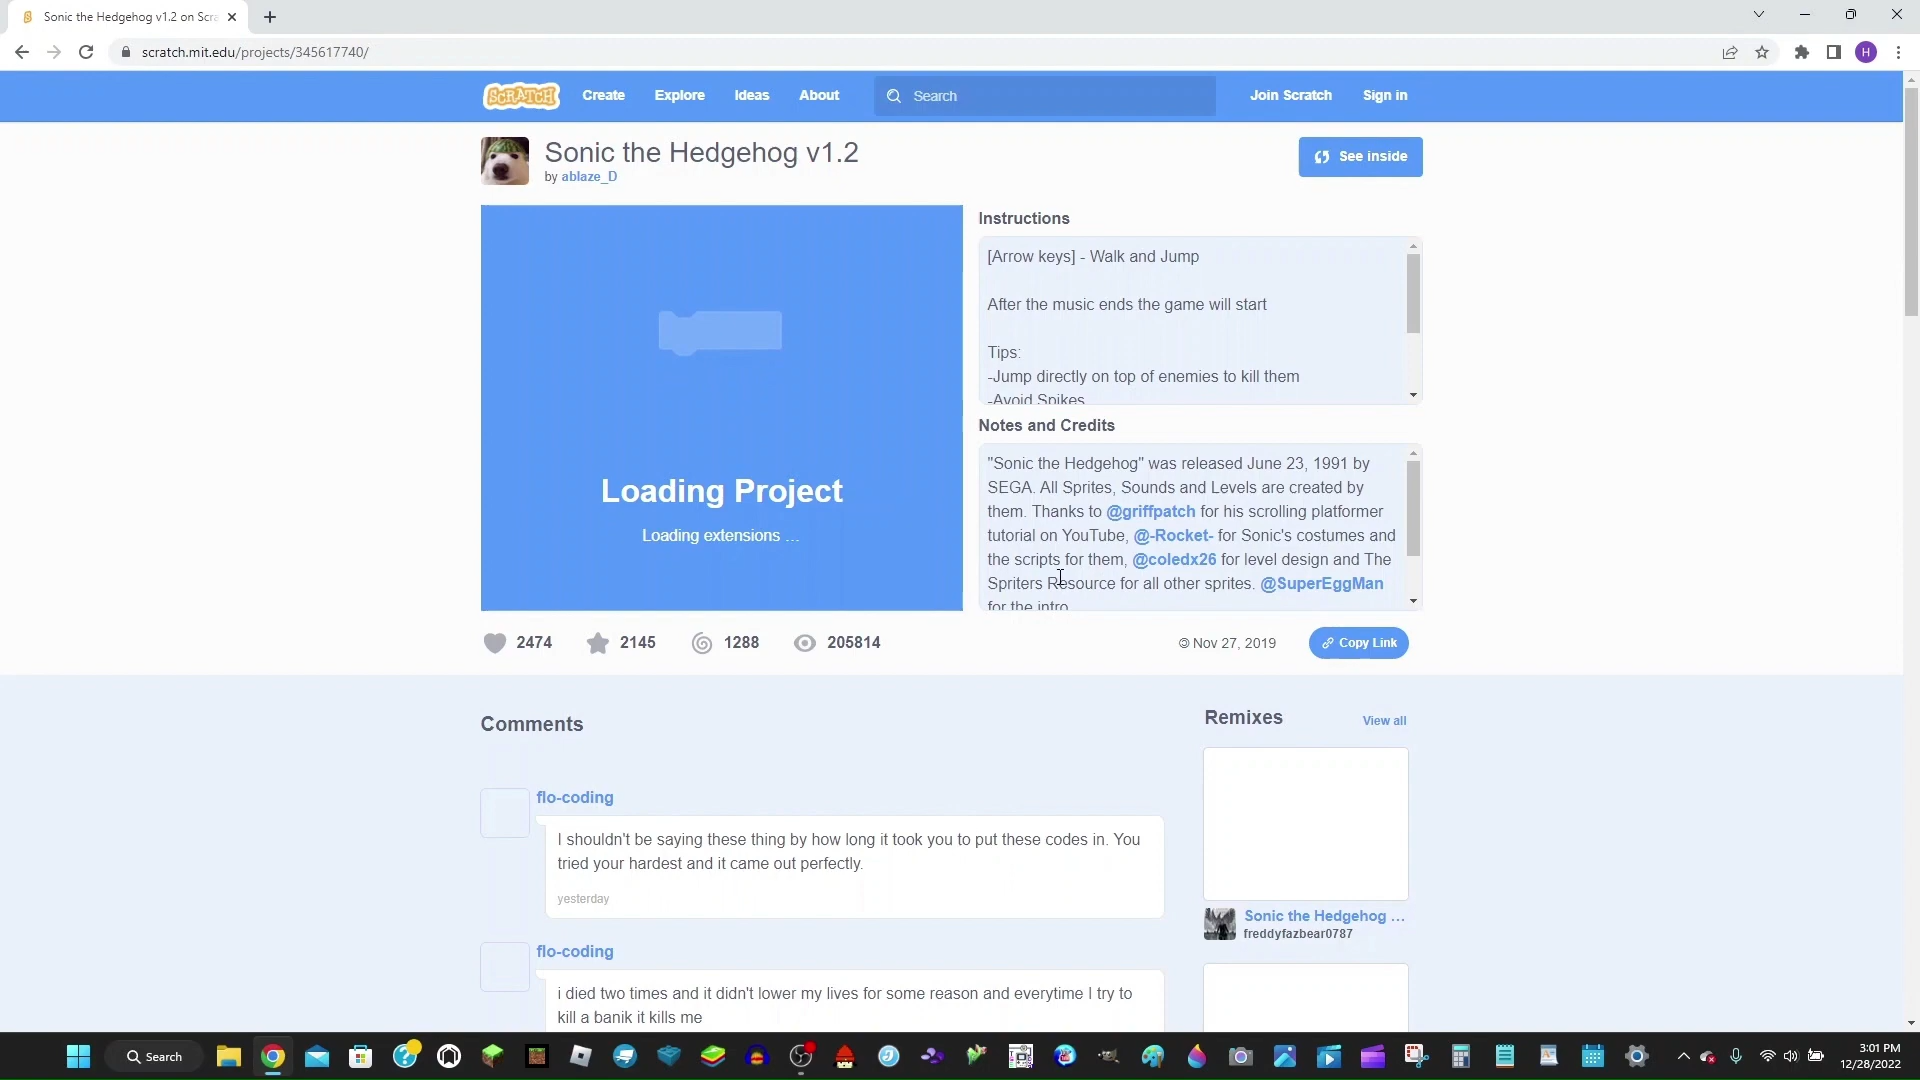 Sonic the Hedgehog v1.2 on Scra
scratch.mit.edu/projects/345617740/
H
SCRATCH
Create
Explore
Ideas
About
Search
Join Scratch
Sign in
Sonic the Hedgehog v1.2
by ablaze_D
See inside
Loading Project
Loading extensions ...
Instructions
[Arrow keys] - Walk and Jump
After the music ends the game will start
Tips:
-Jump directly on top of enemies to kill them
-Avoid Spikes
Notes and Credits
"Sonic the Hedgehog" was released June 23, 1991 by
SEGA. All Sprites, Sounds and Levels are created by
them. Thanks to @griffpatch for his scrolling platformer
tutorial on YouTube, @-Rocket- for Sonic's costumes and
the scripts for them, @coledx26 for level design and The
Spriters Resource for all other sprites. @SuperEggMan
for the intro
2474
2145
1288
205814
© Nov 27, 2019
Copy Link
Comments
flo-coding
I shouldn't be saying these thing by how long it took you to put these codes in. You
tried your hardest and it came out perfectly.
yesterday
flo-coding
i died two times and it didn't lower my lives for some reason and everytime I try to
kill a banik it kills me
Remixes
View all
Sonic the Hedgehog ...
freddyfazbear0787
Search
3:01 PM
12/28/2022